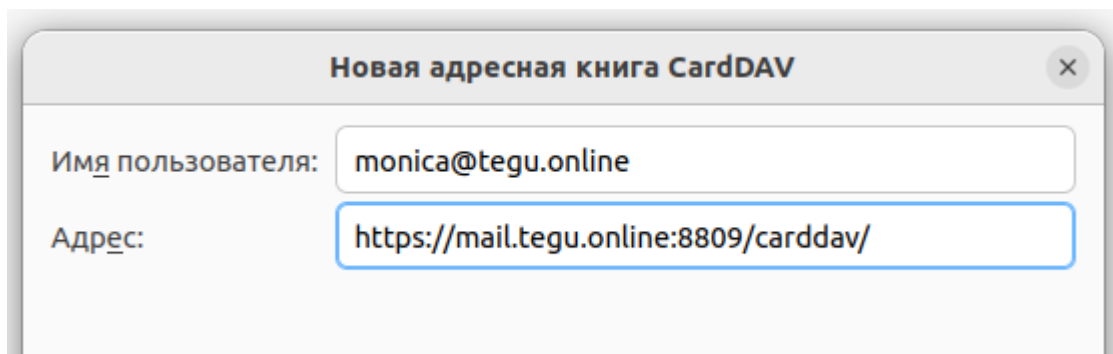 Новая адресная книга CardDAV
Имя пользователя: monica@tegu.online
Адрес: https://mail.tegu.online:8809/carddav/